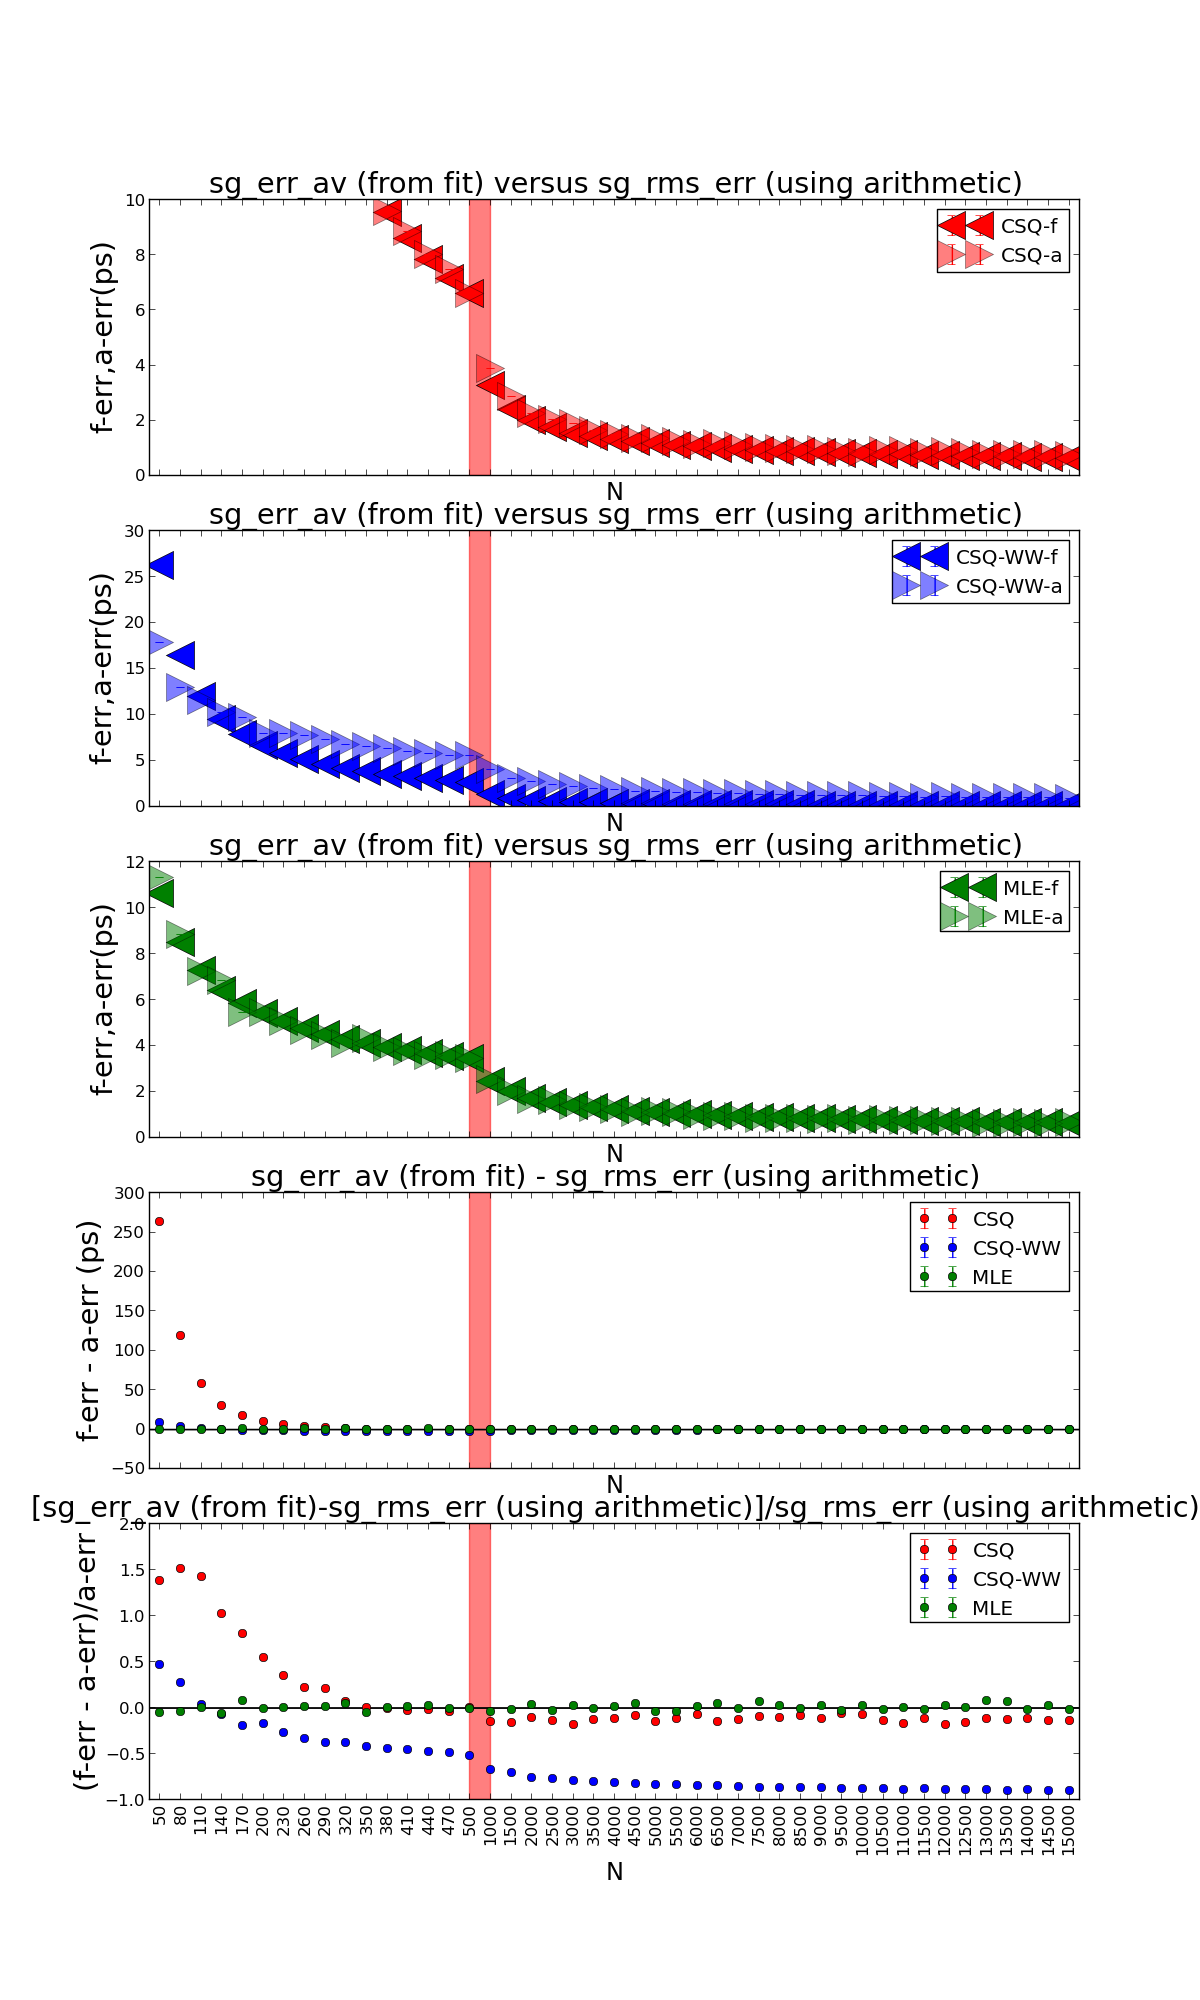 sg_err_av (from fit) versus sg_rms_err (using arithmetic)
f-err,a-err(ps)
10
8
6
4
2
0
CSQ-f
CSQ-a
N
sg_err_av (from fit) versus sg_rms_err (using arithmetic)
f-err,a-err(ps)
30
25
20
15
10
5
0
CSQ-WW-f
CSQ-WW-a
N
sg_err_av (from fit) versus sg_rms_err (using arithmetic)
f-err,a-err(ps)
12
10
8
6
4
2
0
MLE-f
MLE-a
N
sg_err_av (from fit) - sg_rms_err (using arithmetic)
f-err - a-err (ps)
300
250
200
150
100
50
0
−50
CSQ
CSQ-WW
MLE
N
[sg_err_av (from fit)-sg_rms_err (using arithmetic)]/sg_rms_err (using arithmetic)
(f-err - a-err)/a-err
2.0
1.5
1.0
0.5
0.0
−0.5
−1.0
CSQ
CSQ-WW
MLE
50 80 110 140 170 200 230 260 290 320 350 380 410 440 470 500 1000 1500 2000 2500 3000 3500 4000 4500 5000 5500 6000 6500 7000 7500 8000 8500 9000 9500 10000 10500 11000 11500 12000 12500 13000 13500 14000 14500 15000
N